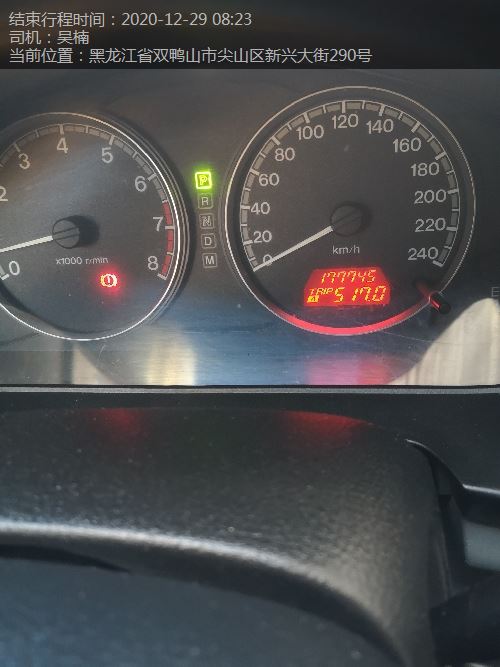 结束行程时间：2020-12-29 08:23
司机：吴楠
当前位置：黑龙江省双鸭山市尖山区新兴大街290号
0
2
3
4
5
6
7
8
x1000 r/min
P
R
N
D
M
0
20
40
60
80
100
120
140
160
180
200
220
240
km/h
177745
TRIP A 517.0
E